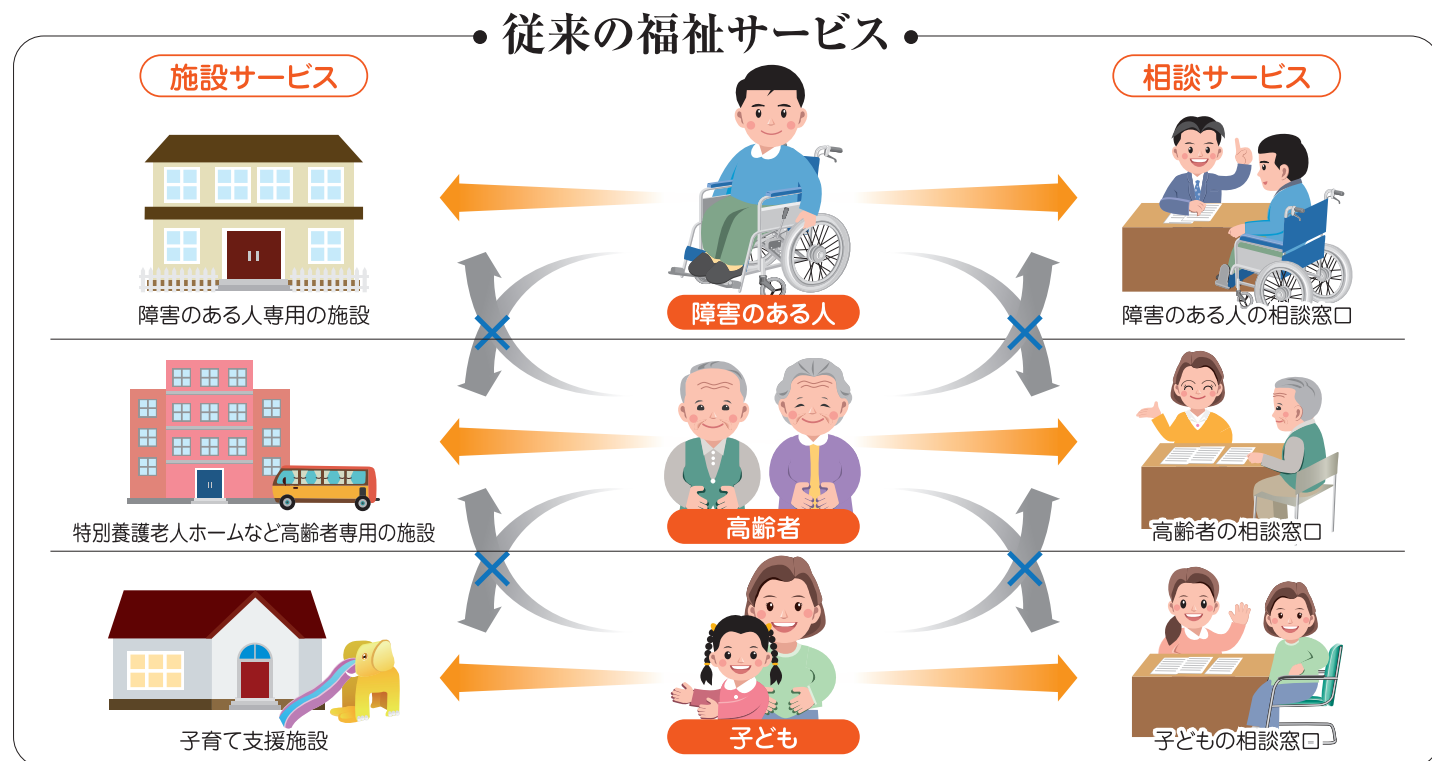 従来の福祉サービス
施設サービス
相談サービス
障害のある人専用の施設
障害のある人
障害のある人の相談窓口
特別養護老人ホームなど高齢者専用の施設
高齢者
高齢者の相談窓口
子育て支援施設
子ども
子どもの相談窓口